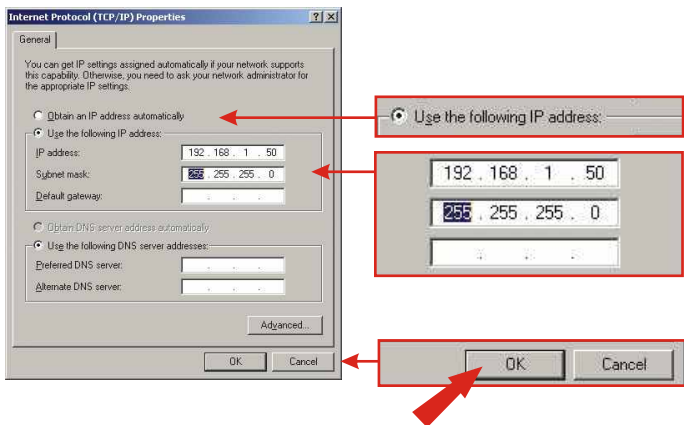 Internet Protocol (TCP/IP) Properties
General
You can get IP settings assigned automatically if your network supports
this capability. Otherwise, you need to ask your network administrator for
the appropriate IP settings.
Obtain an IP address automatically
Use the following IP address:
IP address: 192 . 168 . 1 . 50
Subnet mask: 255 . 255 . 255 . 0
Default gateway: . . .
Obtain DNS server address automatically
Use the following DNS server addresses:
Preferred DNS server: . . .
Alternate DNS server: . . .
Advanced...
OK Cancel
Use the following IP address:
192 . 168 . 1 . 50
255 . 255 . 255 . 0
. . .
OK Cancel